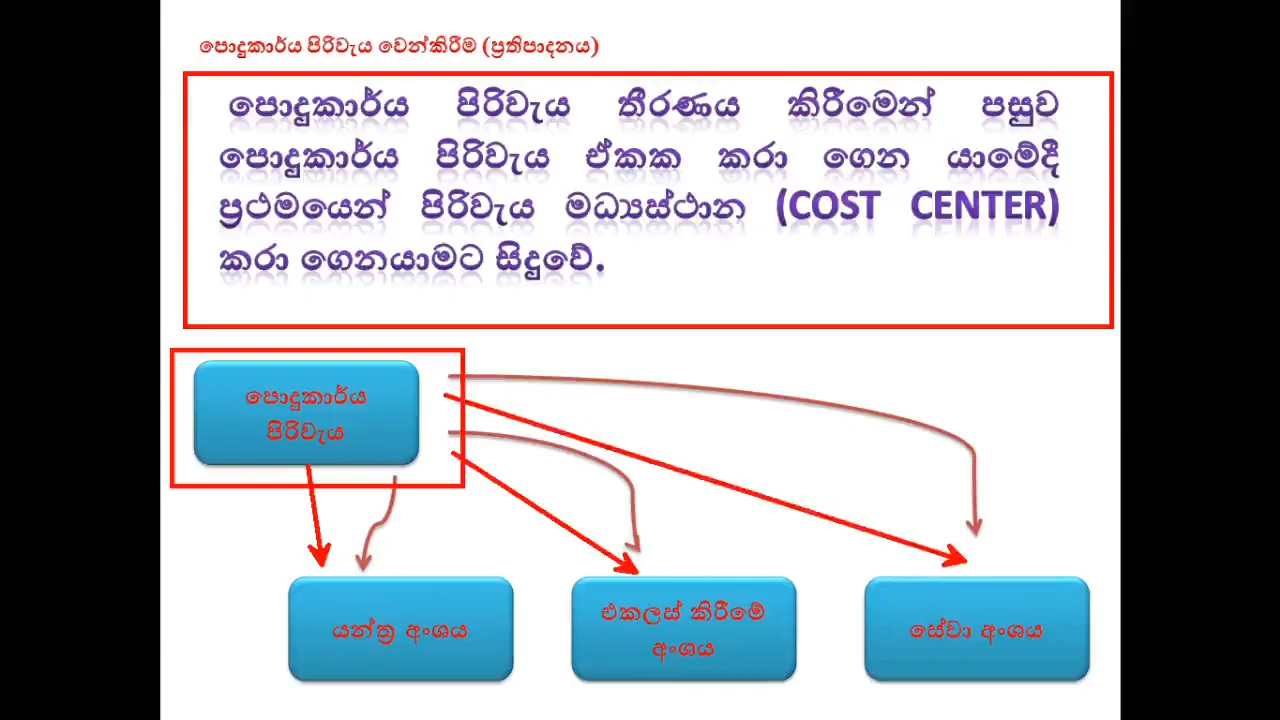 පොදුකාර්ය පිරිවැය වෙන්කිරීම (ප්‍රතිපාදනය)
පොදුකාර්ය පිරිවැය තීරණය කිරීමෙන් පසුව
පොදුකාර්ය පිරිවැය ඒකක කරා ගෙන යාමේදී
ප්‍රථමයෙන් පිරිවැය මධ්‍යස්ථාන (COST CENTER)
කරා ගෙනයාමට සිදුවේ.
පොදුකාර්ය
පිරිවැය
යන්ත්‍ර අංශය
එකලස් කිරීමේ
අංශය
සේවා අංශය